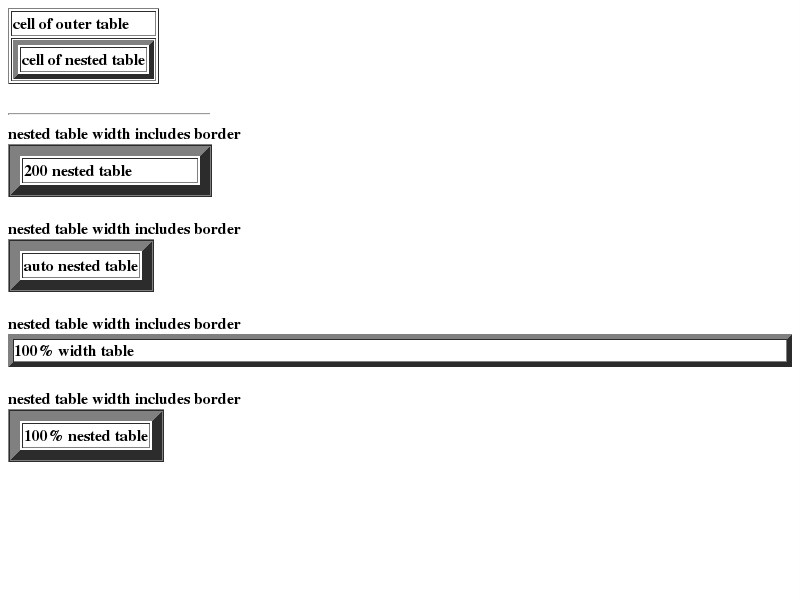 cell of outer table
cell of nested table
nested table width includes border
200 nested table
nested table width includes border
auto nested table
nested table width includes border
100% width table
nested table width includes border
100% nested table